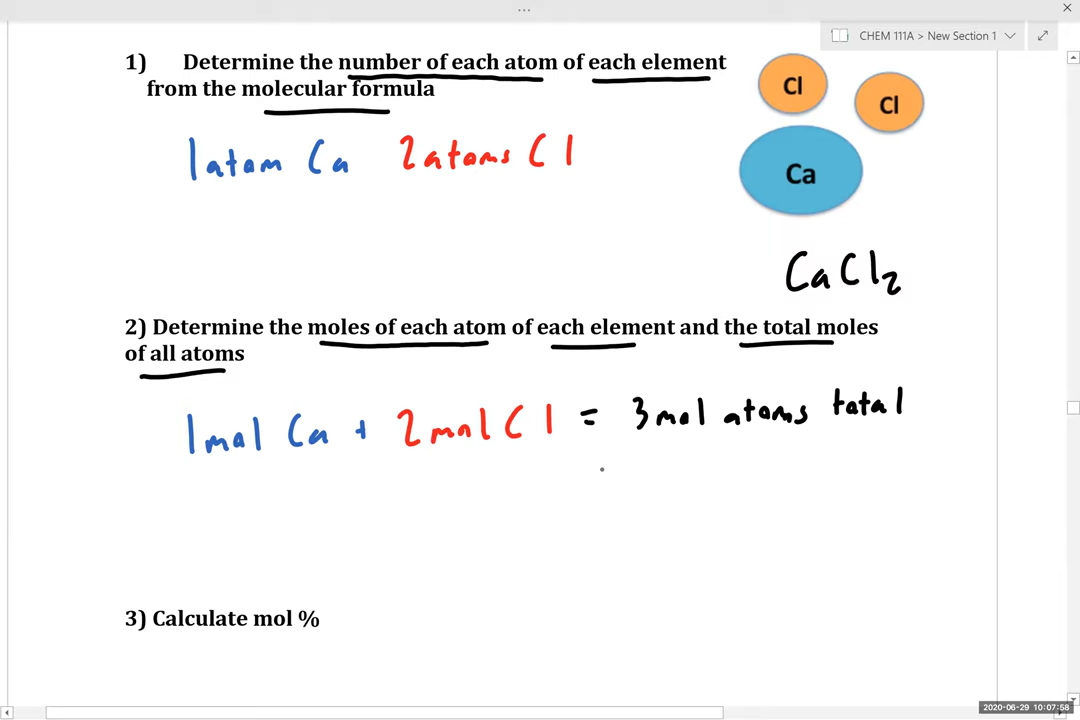 CHEM 111A > New Section 1
1) Determine the number of each atom of each element
from the molecular formula
Cl
Cl
Ca
1 atom Ca 2 atoms Cl
CaCl₂
2) Determine the moles of each atom of each element and the total moles
of all atoms
1 mol Ca + 2 mol Cl = 3 mol atoms total
3) Calculate mol %
2020-06-29 10:07:58